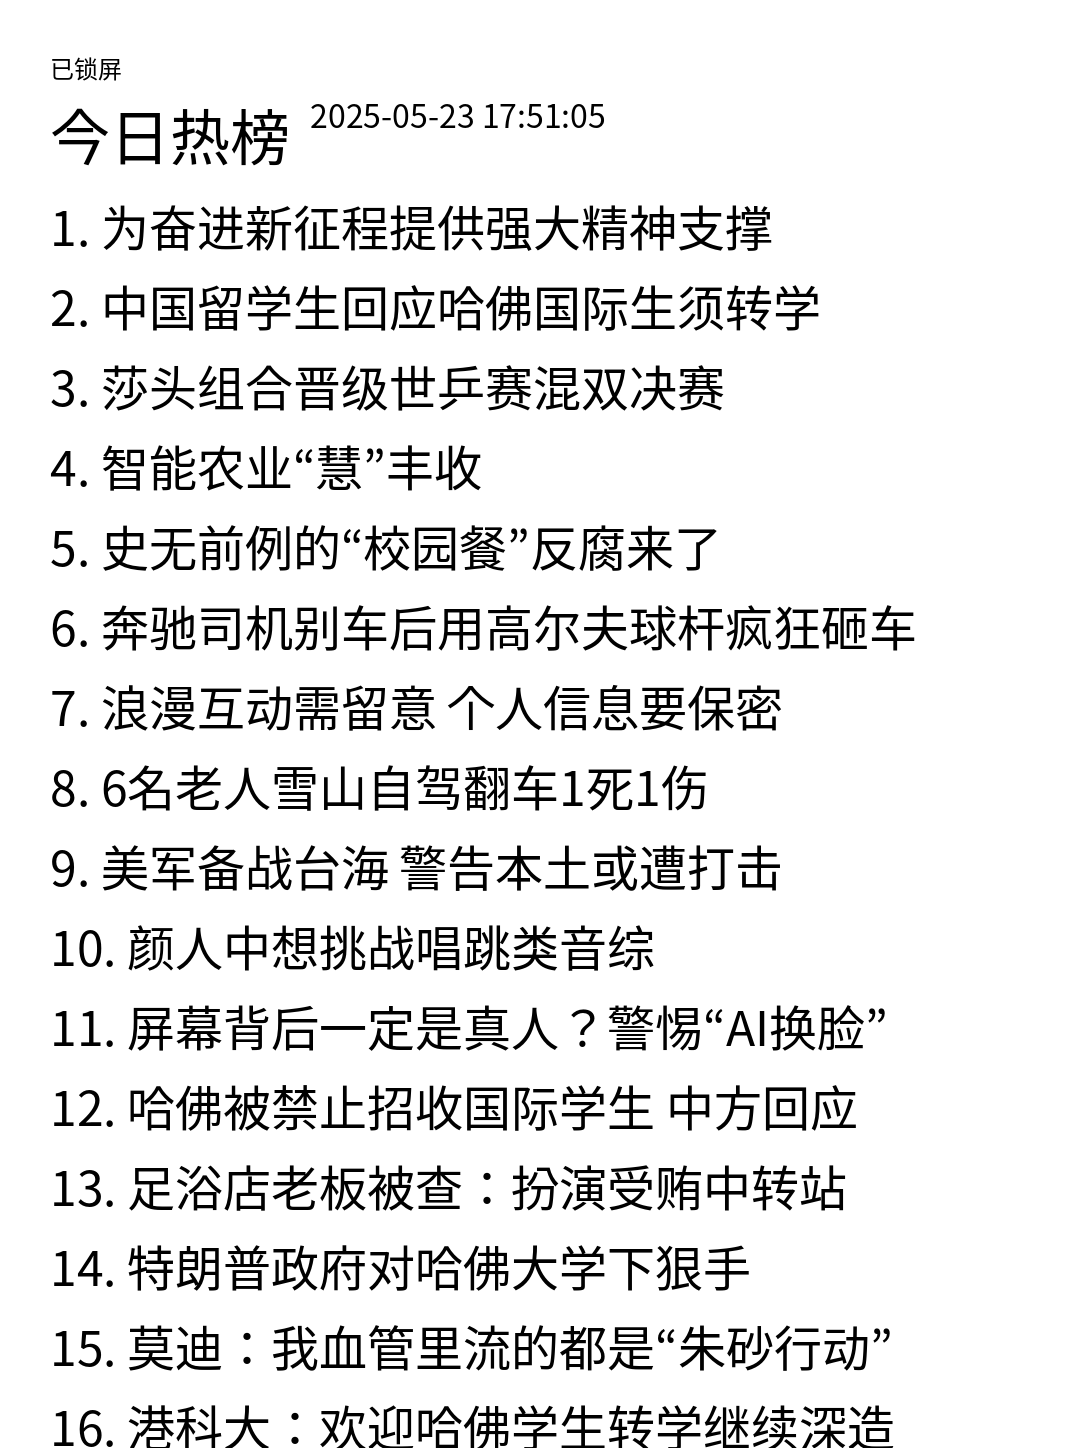 已锁屏
今日热榜 2025-05-23 17:51:05
1. 为奋进新征程提供强大精神支撑
2. 中国留学生回应哈佛国际生须转学
3. 莎头组合晋级世乒赛混双决赛
4. 智能农业“慧”丰收
5. 史无前例的“校园餐”反腐来了
6. 奔驰司机别车后用高尔夫球杆疯狂砸车
7. 浪漫互动需留意 个人信息要保密
8. 6名老人雪山自驾翻车1死1伤
9. 美军备战台海 警告本土或遭打击
10. 颜人中想挑战唱跳类音综
11. 屏幕背后一定是真人？警惕“AI换脸”
12. 哈佛被禁止招收国际学生 中方回应
13. 足浴店老板被查：扮演受贿中转站
14. 特朗普政府对哈佛大学下狠手
15. 莫迪：我血管里流的都是“朱砂行动”
16. 港科大：欢迎哈佛学生转学继续深造